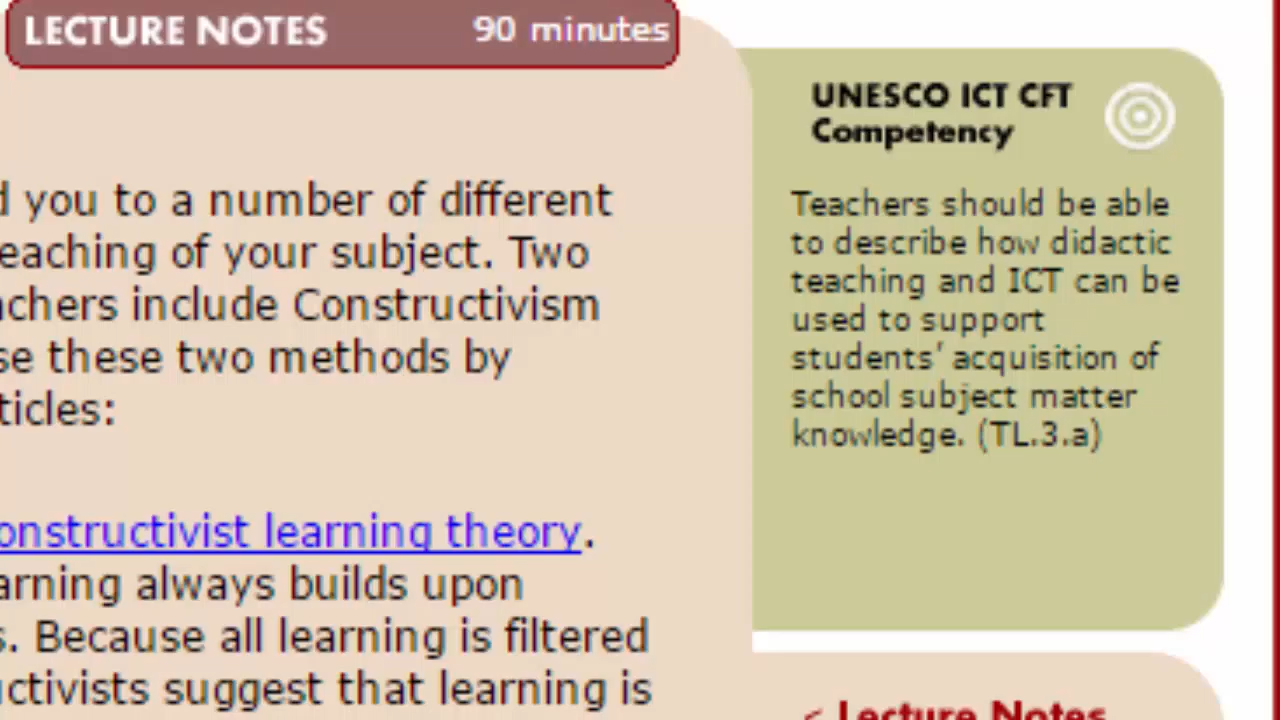 LECTURE NOTES 90 minutes
you to a number of different
eaching of your subject. Two
achers include Constructivism
se these two methods by
ticles:
onstructivist learning theory.
arning always builds upon
s. Because all learning is filtered
uctivists suggest that learning is
UNESCO ICT CFT
Competency
Teachers should be able
to describe how didactic
teaching and ICT can be
used to support
students' acquisition of
school subject matter
knowledge. (TL.3.a)
< Lecture Notes